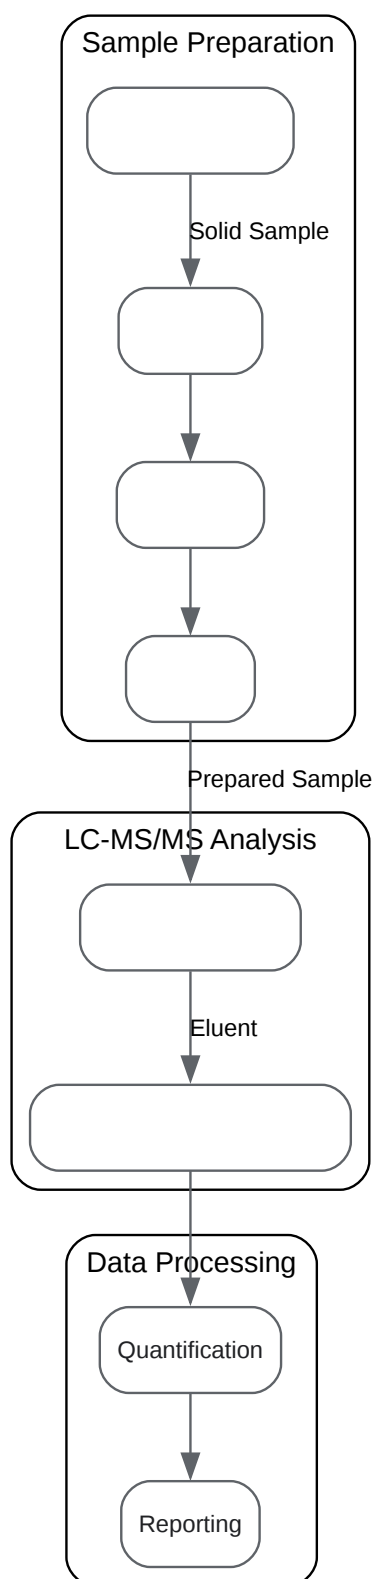 Sample Preparation
Solid Sample
Prepared Sample
LC-MS/MS Analysis
Eluent
Data Processing
Quantification
Reporting